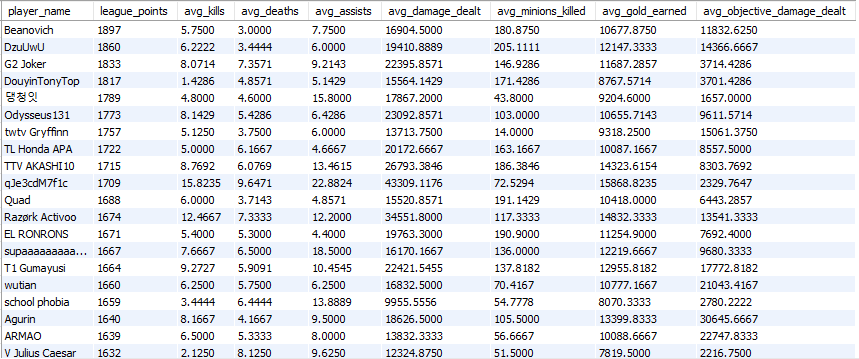 player_name league_points avg_kills avg_deaths avg_assists avg_damage_dealt avg_minions_killed avg_gold_earned avg_objective_damage_dealt
Beanovich 1897 5.7500 3.0000 7.7500 16904.5000 180.8750 10677.8750 11832.6250
DzuUwU 1860 6.2222 3.4444 6.0000 19410.8889 205.1111 12147.3333 14366.6667
G2 Joker 1833 8.0714 7.3571 9.2143 22395.8571 146.9286 11687.2857 3714.4286
DouyinTonyTop 1817 1.4286 4.8571 5.1429 15564.1429 171.4286 8767.5714 3701.4286
댕청잇 1789 4.8000 4.6000 15.8000 17867.2000 43.8000 9204.6000 1657.0000
Odysseus131 1773 8.1429 5.4286 6.4286 23092.8571 103.0000 10655.7143 9611.5714
twtv Gryffinn 1757 5.1250 3.7500 6.0000 13713.7500 14.0000 9318.2500 15061.3750
TL Honda APA 1722 5.0000 6.1667 4.6667 20172.6667 163.1667 10087.1667 8557.5000
TTV AKASHI10 1715 8.7692 6.0769 13.4615 26793.3846 186.3846 14323.6154 8303.7692
qJe3cdM7f1c 1709 15.8235 9.6471 22.8824 43309.1176 72.5294 15868.8235 2329.7647
Quad 1688 6.0000 3.7143 4.8571 15520.8571 191.1429 10418.0000 6443.2857
Razørk Activoo 1674 12.4667 7.3333 12.2000 34551.8000 117.3333 14832.3333 13541.3333
EL RONRONS 1671 5.4000 5.3000 4.4000 19763.3000 190.9000 11254.9000 7692.4000
supaaaaaaaaa... 1667 7.6667 6.5000 18.5000 16170.1667 136.0000 12219.6667 9680.3333
T1 Gumayusi 1664 9.2727 5.9091 10.4545 22421.5455 137.8182 12955.8182 17772.8182
wutian 1660 6.2500 5.7500 6.2500 16832.5000 70.4167 10777.1667 21043.4167
school phobia 1659 3.4444 6.4444 13.8889 9955.5556 54.7778 8070.3333 2780.2222
Agurin 1640 8.1667 4.1667 9.5000 18626.5000 105.5000 13399.8333 30645.6667
ARMAO 1639 6.5000 5.3333 8.0000 13832.3333 56.6667 10088.6667 22747.8333
V Julius Caesar 1632 2.1250 8.1250 9.6250 12324.8750 51.5000 7819.5000 2216.7500